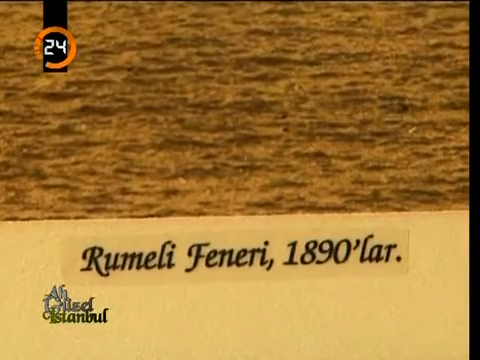 24
Rumeli Feneri, 1890'lar.
Ah
Güzel
İstanbul